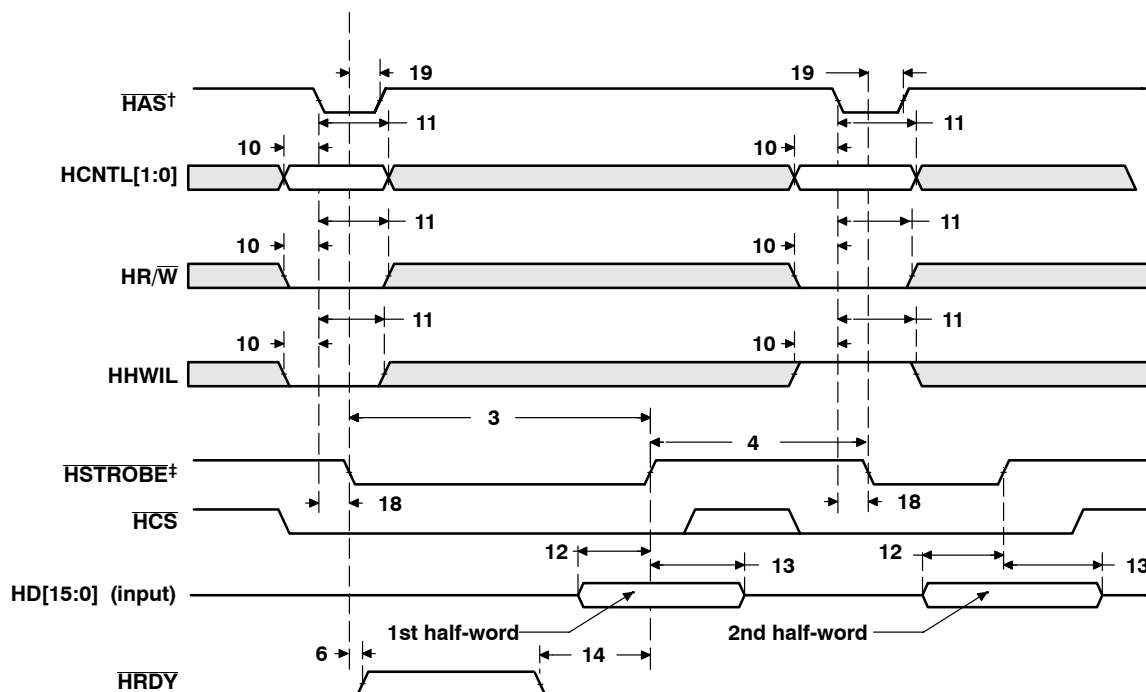 19 19
HAS†
11 11
10 10
HCNTL[1:0]
11 11
10 10
HR/W
11 11
10 10
HHWIL
3
4
HSTROBE‡
18 18
HCS
12 12
13 13
HD[15:0] (input)
1st half-word 2nd half-word
6 14
HRDY